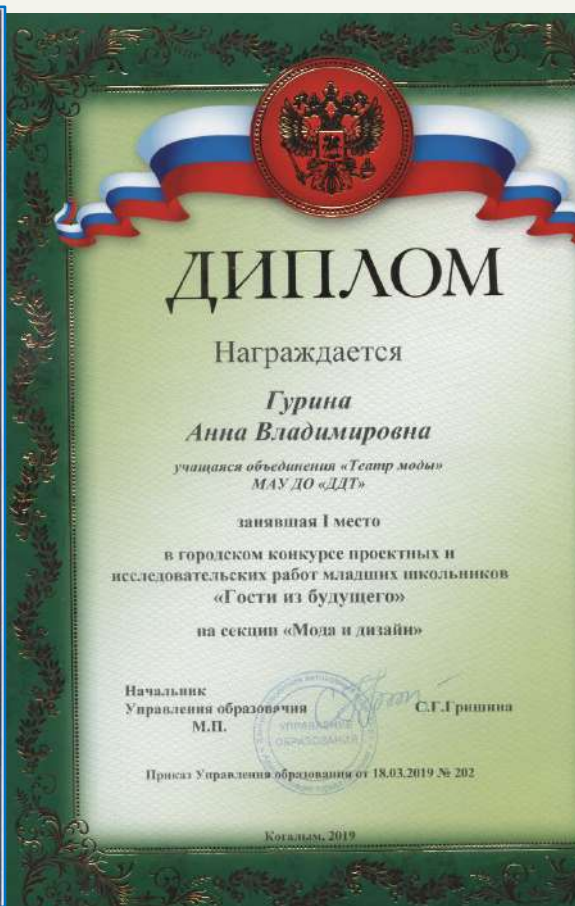 ДИПЛОМ
Награждается
Гурина
Анна Владимировна
учащаяся объединения «Театр моды»
МАУ ДО «ДДТ»
занявшая I место
в городском конкурсе проектных и
исследовательских работ младших школьников
«Гости из будущего»
на секции «Мода и дизайн»
Начальник
Управления образования С.Г.Гришина
М.П.
УПРАВЛЕНИЕ
ОБРАЗОВАНИЯ
Приказ Управления образования от 18.03.2019 № 202
Когалым, 2019